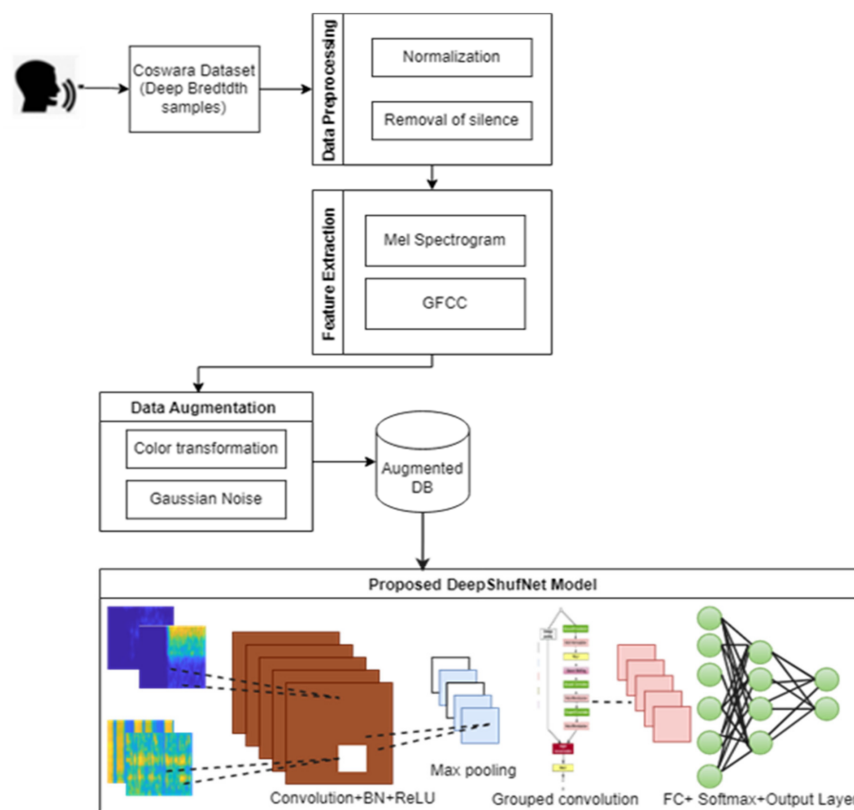 Coswara Dataset
(Deep Bredtdth
samples)
Data Preprocessing
Normalization
Removal of silence
Feature Extraction
Mel Spectrogram
GFCC
Data Augmentation
Color transformation
Gaussian Noise
Augmented
DB
Proposed DeepShufNet Model
Convolution+BN+ReLU
Max pooling
Grouped convolution
FC+ Softmax+Output Layer